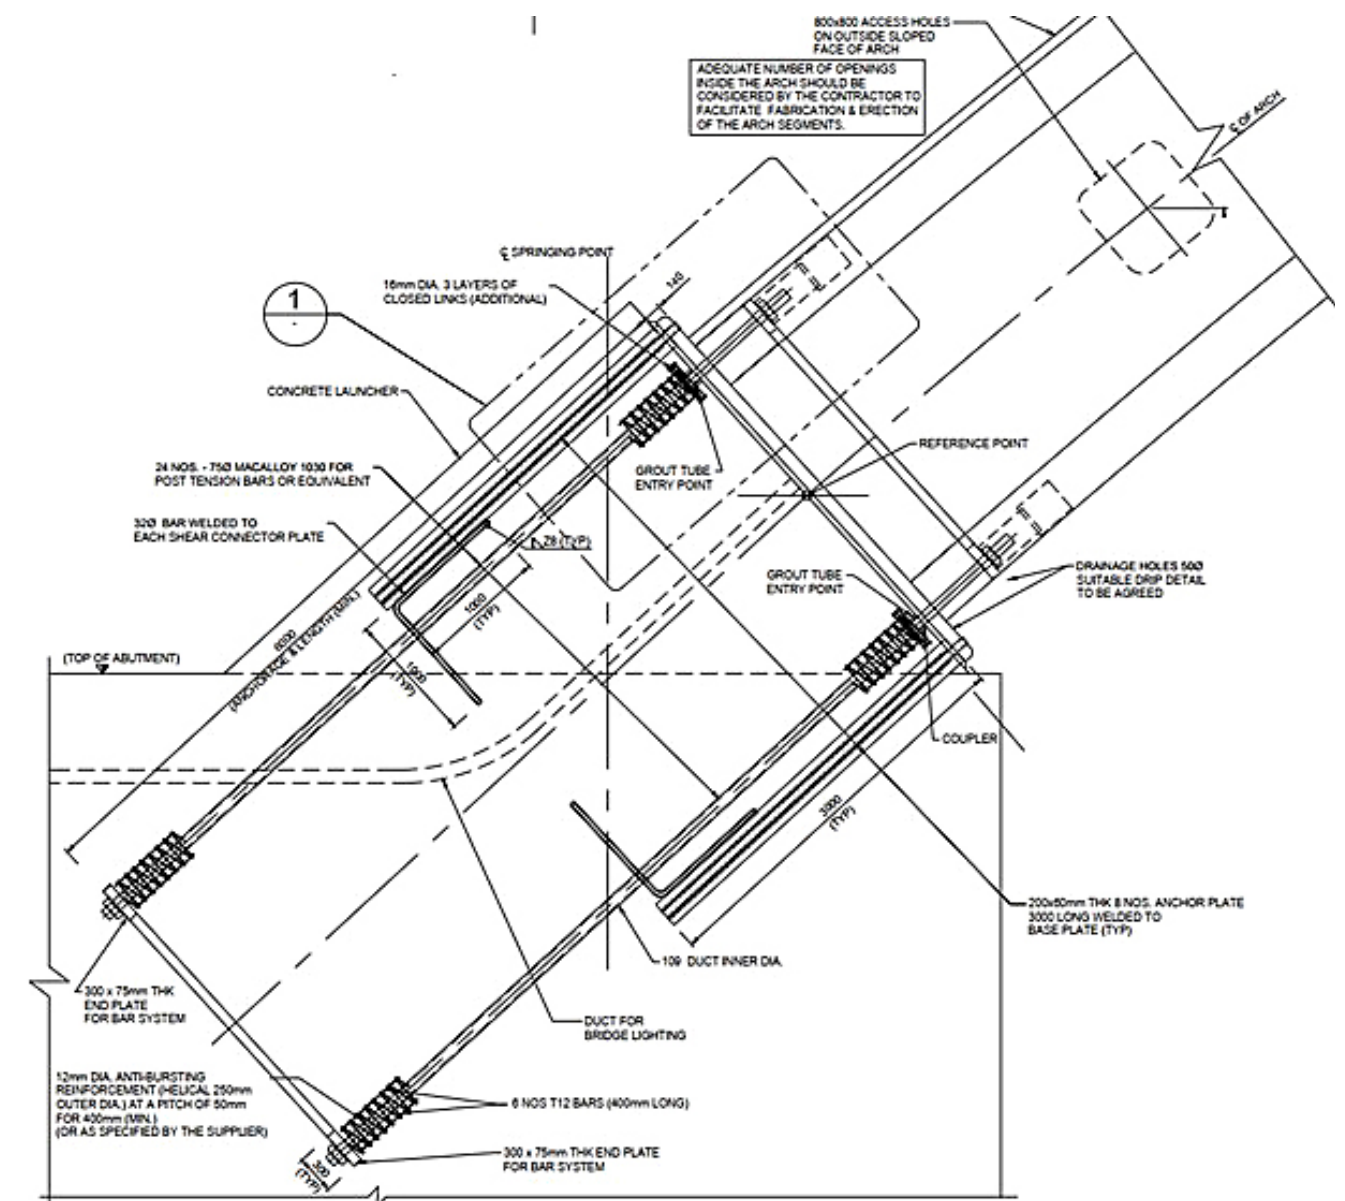 800x800 ACCESS HOLES
ON OUTSIDE SLOPED
FACE OF ARCH
ADEQUATE NUMBER OF OPENINGS
INSIDE THE ARCH SHOULD BE
CONSIDERED BY THE CONTRACTOR TO
FACILITATE FABRICATION & ERECTION
OF THE ARCH SEGMENTS.
℄ OF ARCH
℄ SPRINGING POINT
140
16mm DIA. 3 LAYERS OF
CLOSED LINKS (ADDITIONAL)
1
CONCRETE LAUNCHER
REFERENCE POINT
24 NOS. - 75Ø MACALLOY 1030 FOR
POST TENSION BARS OR EQUIVALENT
GROUT TUBE
ENTRY POINT
32Ø BAR WELDED TO
EACH SHEAR CONNECTOR PLATE
(TYP)
GROUT TUBE
ENTRY POINT
DRAINAGE HOLES 50Ø
SUITABLE DRIP DETAIL
TO BE AGREED
1000
(TYP)
(ANCHORAGE & LENGTH (MIN.)
(TOP OF ABUTMENT)
(TYP)
COUPLER
3000
(TYP)
200x60mm THK 8 NOS. ANCHOR PLATE
3000 LONG WELDED TO
BASE PLATE (TYP)
109 DUCT INNER DIA.
300 x 75mm THK
END PLATE
FOR BAR SYSTEM
DUCT FOR
BRIDGE LIGHTING
12mm DIA. ANTI-BURSTING
REINFORCEMENT (HELICAL 250mm
OUTER DIA.) AT A PITCH OF 50mm
FOR 400mm (MIN.)
(OR AS SPECIFIED BY THE SUPPLIER)
6 NOS T12 BARS (400mm LONG)
300 x 75mm THK END PLATE
FOR BAR SYSTEM
300
(TYP)